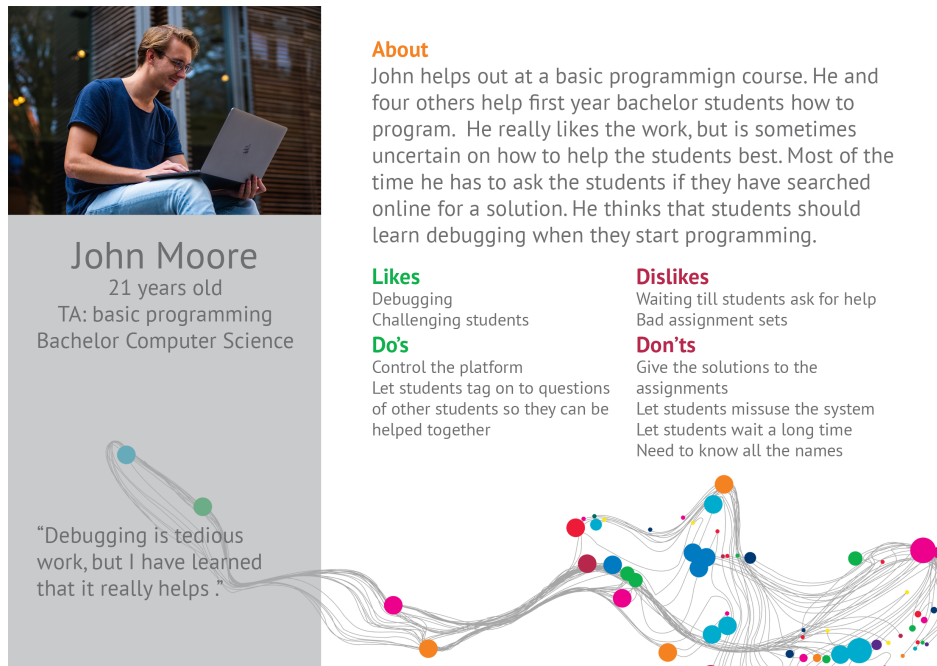 John Moore
21 years old
TA: basic programming
Bachelor Computer Science
“Debugging is tedious
work, but I have learned
that it really helps .”
About
John helps out at a basic programmign course. He and
four others help first year bachelor students how to
program.  He really likes the work, but is sometimes
uncertain on how to help the students best. Most of the
time he has to ask the students if they have searched
online for a solution. He thinks that students should
learn debugging when they start programming.
Likes
Debugging
Challenging students
Do’s
Control the platform
Let students tag on to questions
of other students so they can be
helped together
Dislikes
Waiting till students ask for help
Bad assignment sets
Don’ts
Give the solutions to the
assignments
Let students missuse the system
Let students wait a long time
Need to know all the names